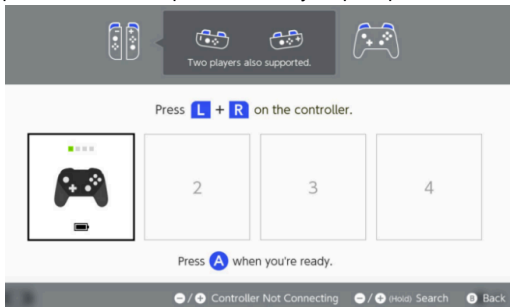 Two players also supported.
Press L + R on the controller.
2
3
4
Press A when you're ready.
-/+ Controller Not Connecting -/+ (Hold) Search B Back